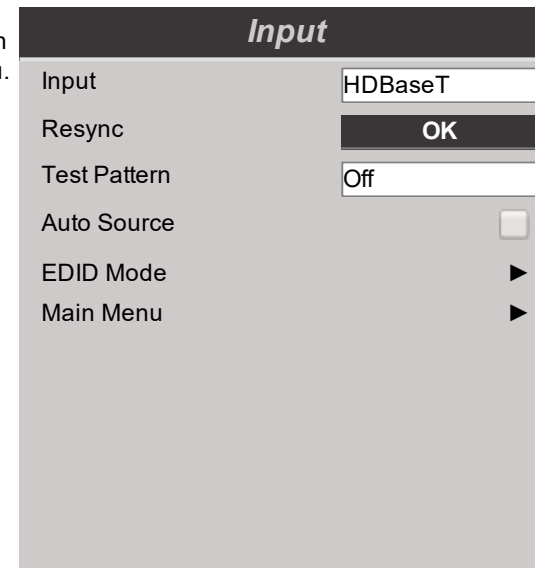 Input
Input HDBaseT
Resync OK
Test Pattern Off
Auto Source
EDID Mode ►
Main Menu ►